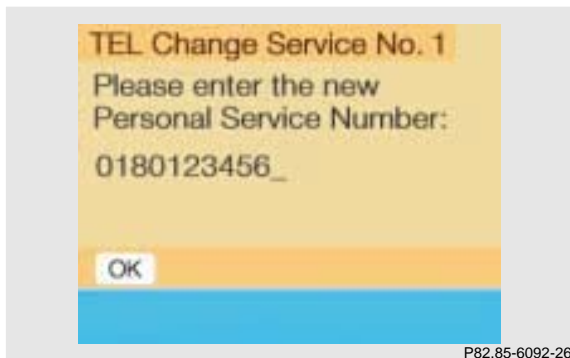 TEL Change Service No. 1
Please enter the new
Personal Service Number:
0180123456_
OK
P82.85-6092-26